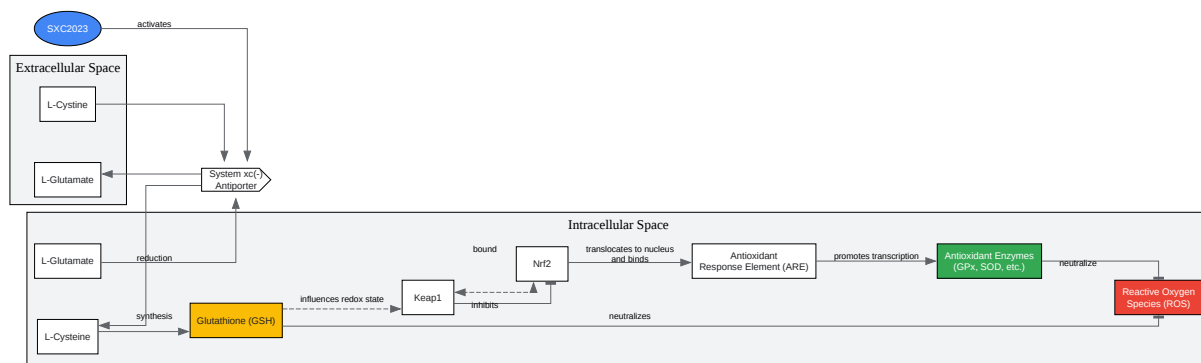 SXC2023
activates
Extracellular Space
L-Cystine
L-Glutamate
System xc(-)
Antiporter
Intracellular Space
L-Glutamate
reduction
bound
Nrf2
translocates to nucleus
and binds
Antioxidant
Response Element (ARE)
promotes transcription
Antioxidant Enzymes
(GPx, SOD, etc.)
neutralize
Keap1
influences redox state
inhibits
Reactive Oxygen
Species (ROS)
L-Cysteine
synthesis
Glutathione (GSH)
neutralizes